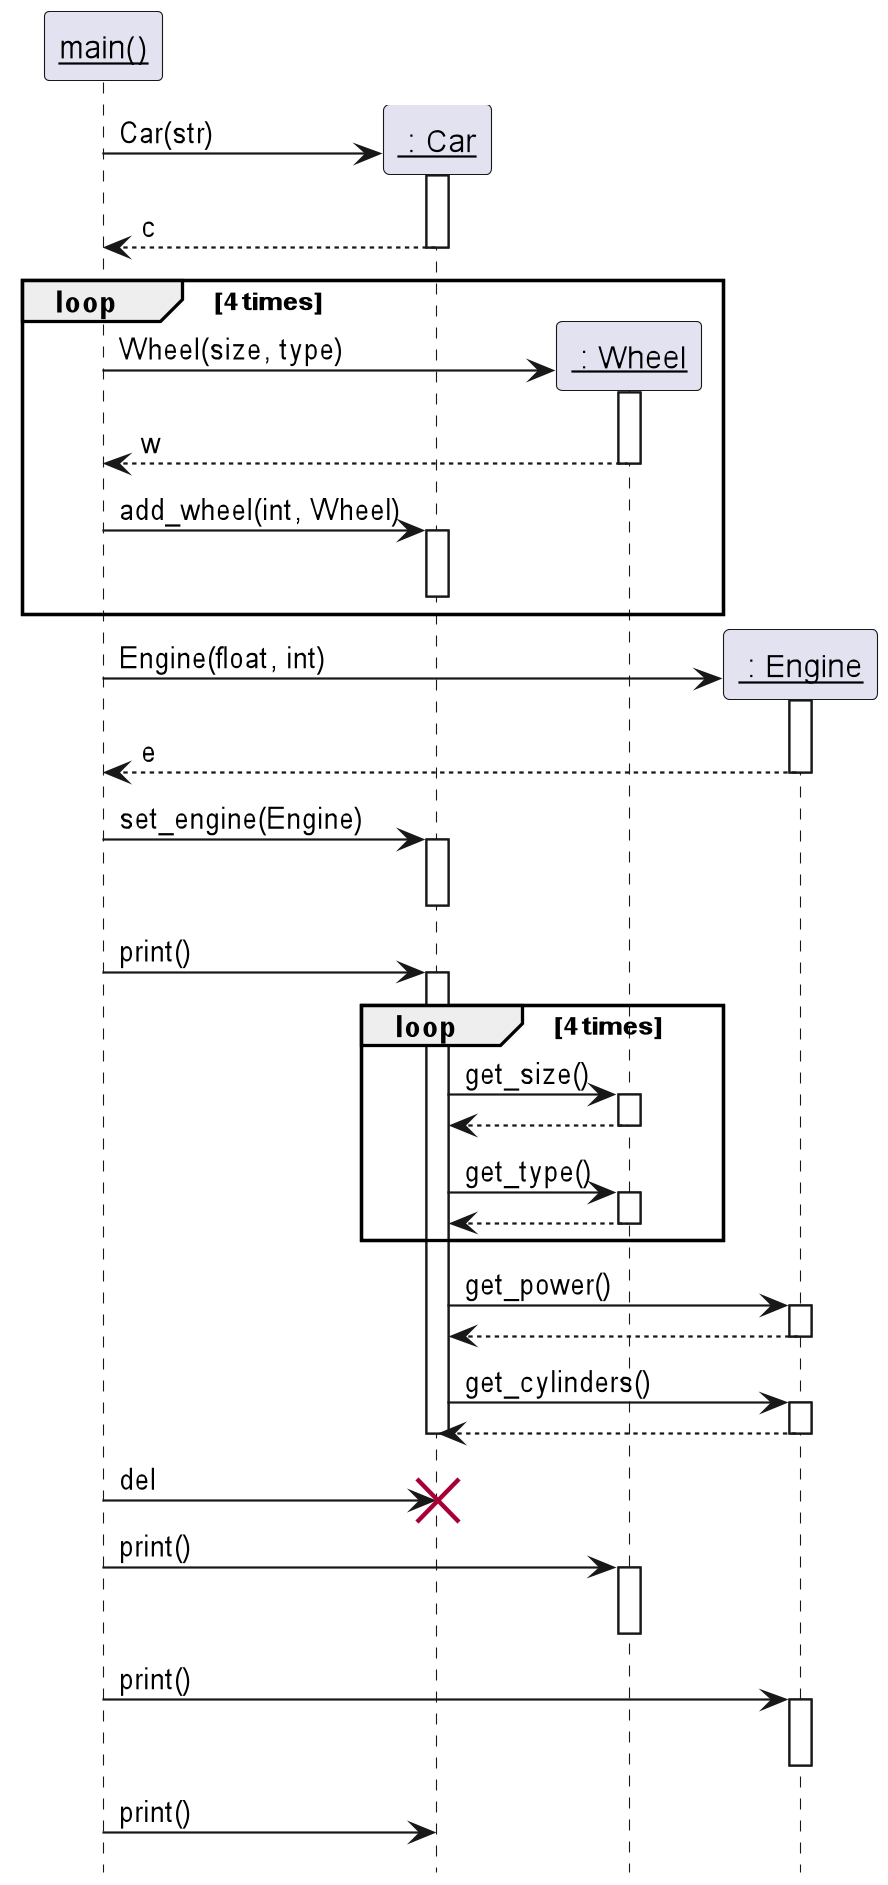 main()
Car(str)
: Car
c
loop [4 times]
Wheel(size, type)
: Wheel
w
add_wheel(int, Wheel)
Engine(float, int)
: Engine
e
set_engine(Engine)
print()
loop [4 times]
get_size()
get_type()
get_power()
get_cylinders()
del
print()
print()
print()